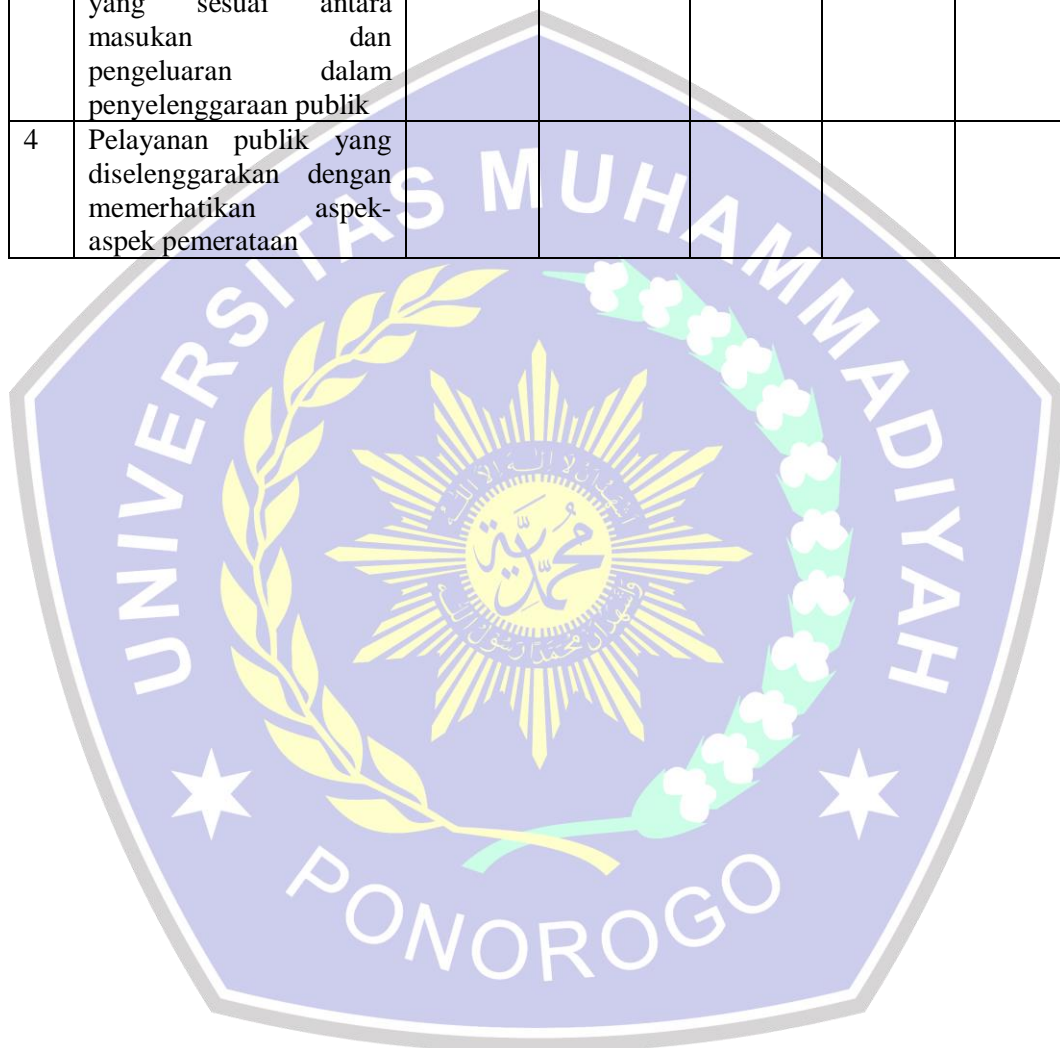 yang sesuai antara
masukan dan
pengeluaran dalam
penyelenggaraan publik
4 Pelayanan publik yang
diselenggarakan dengan
memerhatikan aspek-
aspek pemerataan
UNIVERSITAS MUHAMMADIYAH
محمدية
PONOROGO